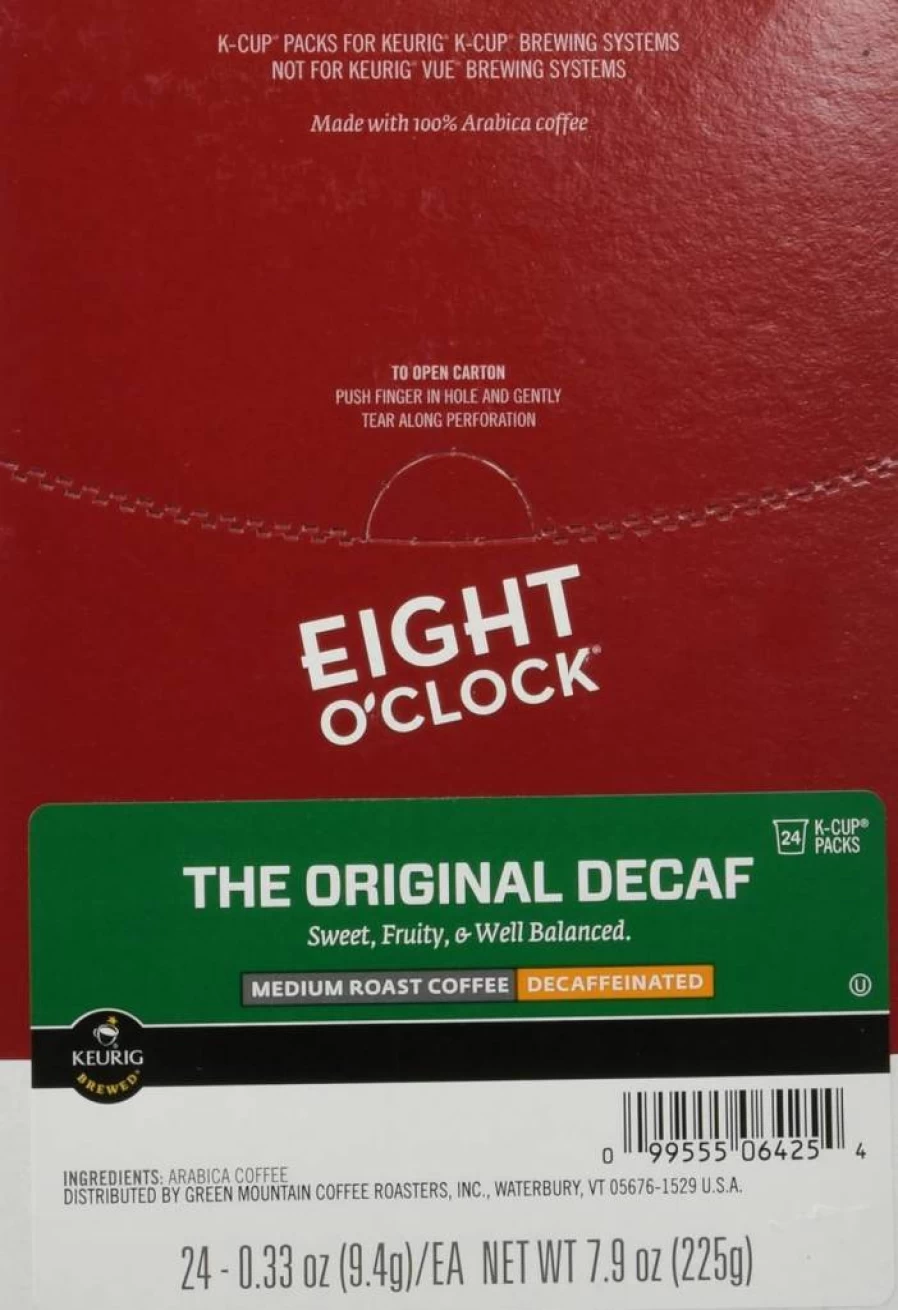 K-CUP® PACKS FOR KEURIG® K-CUP® BREWING SYSTEMS
NOT FOR KEURIG® VUE® BREWING SYSTEMS
Made with 100% Arabica coffee
TO OPEN CARTON
PUSH FINGER IN HOLE AND GENTLY
TEAR ALONG PERFORATION
EIGHT
O'CLOCK®
24 K-CUP®
PACKS
THE ORIGINAL DECAF
Sweet, Fruity, & Well Balanced.
MEDIUM ROAST COFFEE DECAFFEINATED
U
KEURIG®
BREWED®
0 99555 06425 4
INGREDIENTS: ARABICA COFFEE
DISTRIBUTED BY GREEN MOUNTAIN COFFEE ROASTERS, INC., WATERBURY, VT 05676-1529 U.S.A.
24 - 0.33 oz (9.4g)/EA NET WT 7.9 oz (225g)